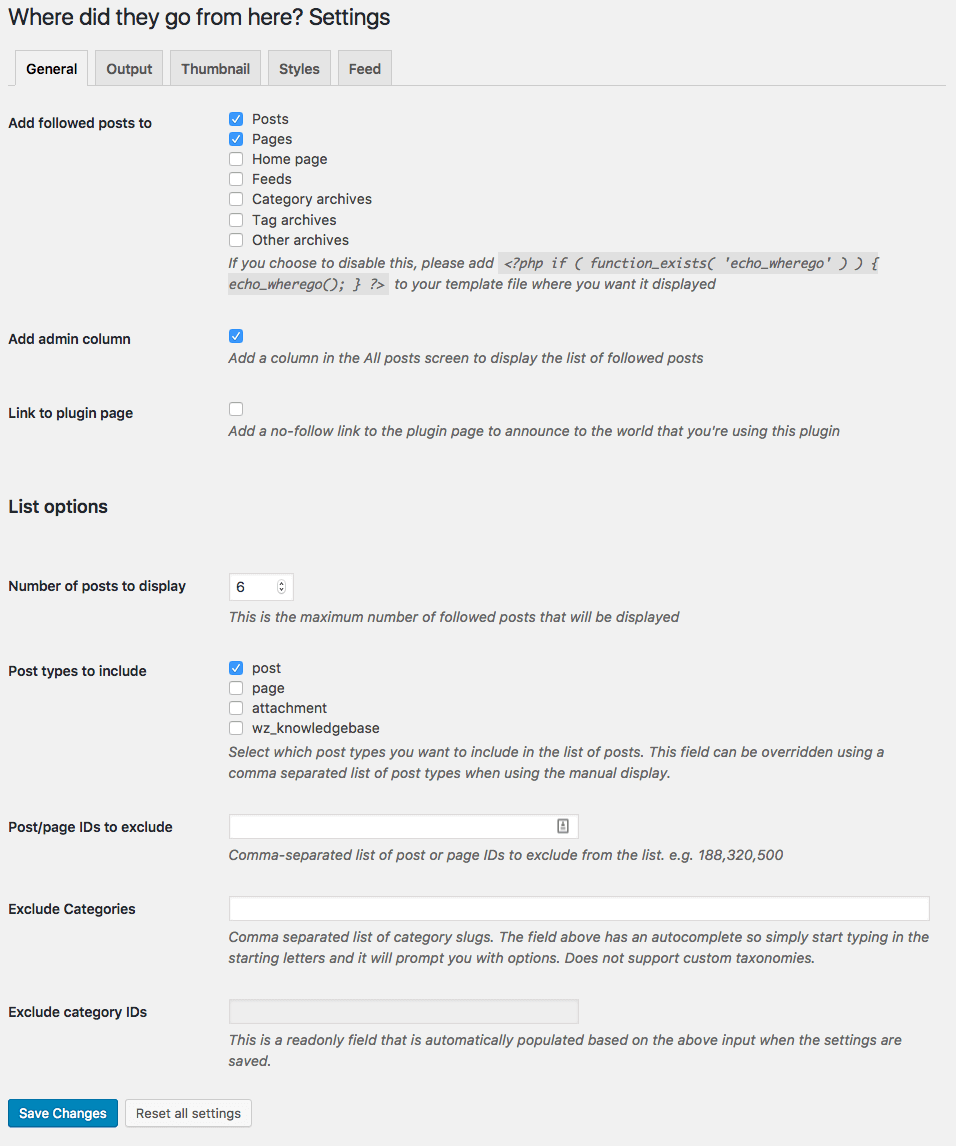 Where did they go from here? Settings
General Output Thumbnail Styles Feed
Add followed posts to
Posts
Pages
Home page
Feeds
Category archives
Tag archives
Other archives
If you choose to disable this, please add <?php if ( function_exists( 'echo_wherego' ) ) {
echo_wherego(); } ?> to your template file where you want it displayed
Add admin column
Add a column in the All posts screen to display the list of followed posts
Link to plugin page
Add a no-follow link to the plugin page to announce to the world that you're using this plugin
List options
Number of posts to display
6
This is the maximum number of followed posts that will be displayed
Post types to include
post
page
attachment
wz_knowledgebase
Select which post types you want to include in the list of posts. This field can be overridden using a
comma separated list of post types when using the manual display.
Post/page IDs to exclude
Comma-separated list of post or page IDs to exclude from the list. e.g. 188,320,500
Exclude Categories
Comma separated list of category slugs. The field above has an autocomplete so simply start typing in the
starting letters and it will prompt you with options. Does not support custom taxonomies.
Exclude category IDs
This is a readonly field that is automatically populated based on the above input when the settings are
saved.
Save Changes Reset all settings